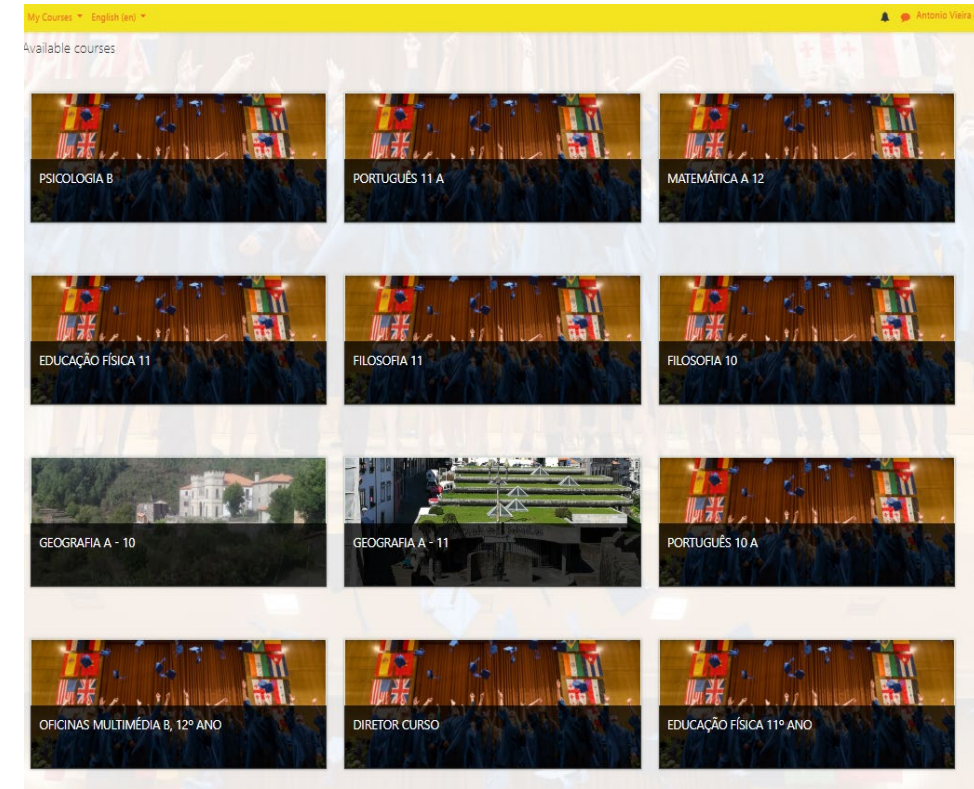 My Courses English (en) Antonio Vieira
Available courses
PSICOLOGIA B
PORTUGUÊS 11 A
MATEMÁTICA A 12
EDUCAÇÃO FÍSICA 11
FILOSOFIA 11
FILOSOFIA 10
GEOGRAFIA A - 10
GEOGRAFIA A - 11
PORTUGUÊS 10 A
OFICINAS MULTIMÉDIA B, 12º ANO
DIRETOR CURSO
EDUCAÇÃO FÍSICA 11º ANO